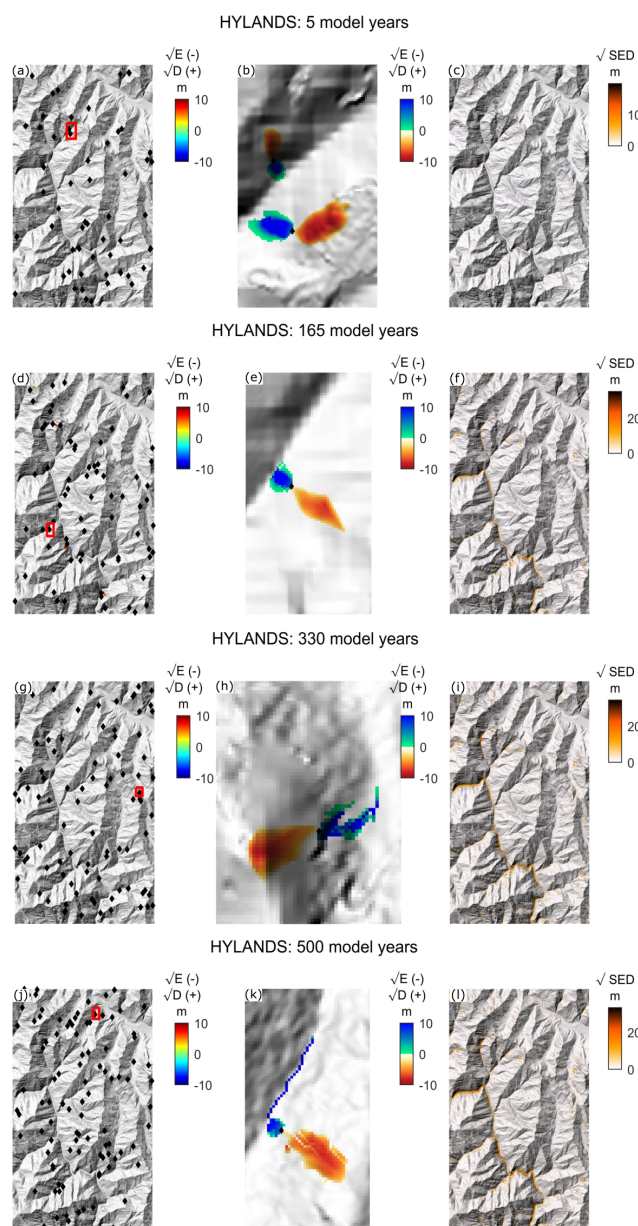 HYLANDS: 5 model years
√E (-)
√D (+)
m
(a)
10
0
-10
√E (-)
√D (+)
m
(b)
10
0
-10
√ SED
m
(c)
10
0
HYLANDS: 165 model years
√E (-)
√D (+)
m
(d)
10
0
-10
√E (-)
√D (+)
m
(e)
10
0
-10
√ SED
m
(f)
20
0
HYLANDS: 330 model years
√E (-)
√D (+)
m
(g)
10
0
-10
√E (-)
√D (+)
m
(h)
10
0
-10
√ SED
m
(i)
20
0
HYLANDS: 500 model years
√E (-)
√D (+)
m
(j)
10
0
-10
√E (-)
√D (+)
m
(k)
10
0
-10
√ SED
m
(l)
20
0